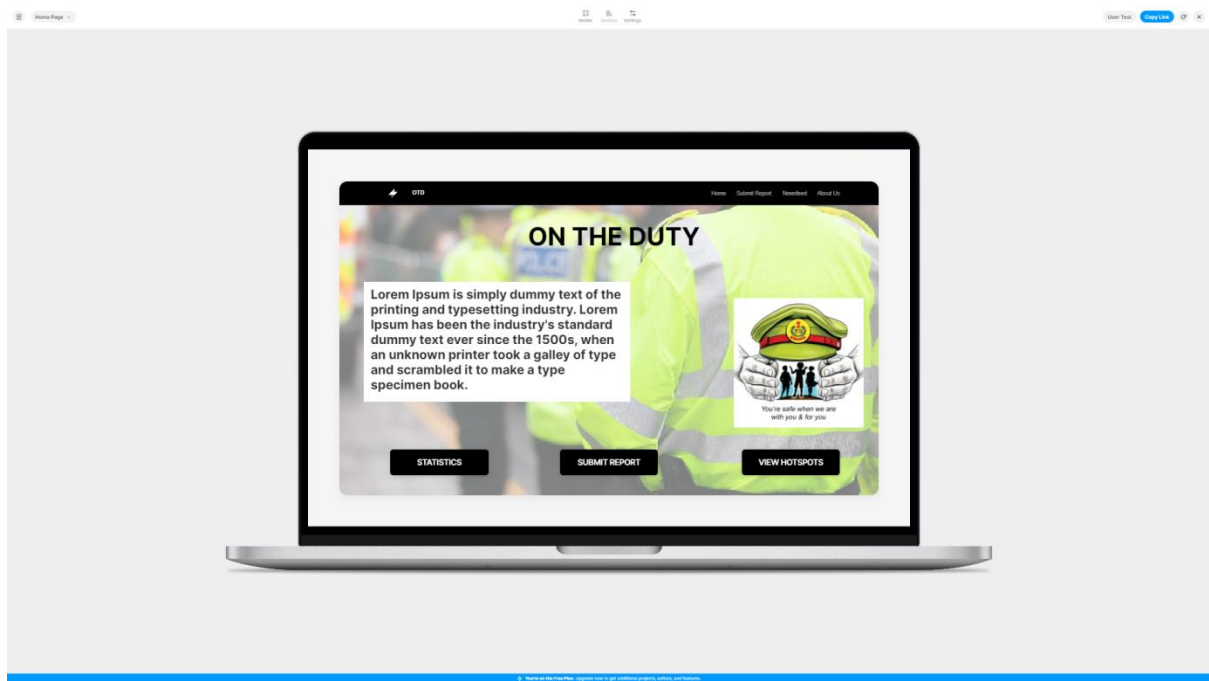 Home Page
Mobile Devices Settings
User Test Copy Link
OTD
Home Submit Report Newsfeed About Us
ON THE DUTY
Lorem Ipsum is simply dummy text of the
printing and typesetting industry. Lorem
Ipsum has been the industry's standard
dummy text ever since the 1500s, when
an unknown printer took a galley of type
and scrambled it to make a type
specimen book.
You're safe when we are
with you & for you
STATISTICS
SUBMIT REPORT
VIEW HOTSPOTS
You're on the Free Plan. Upgrade now to get additional projects, editors, and features.